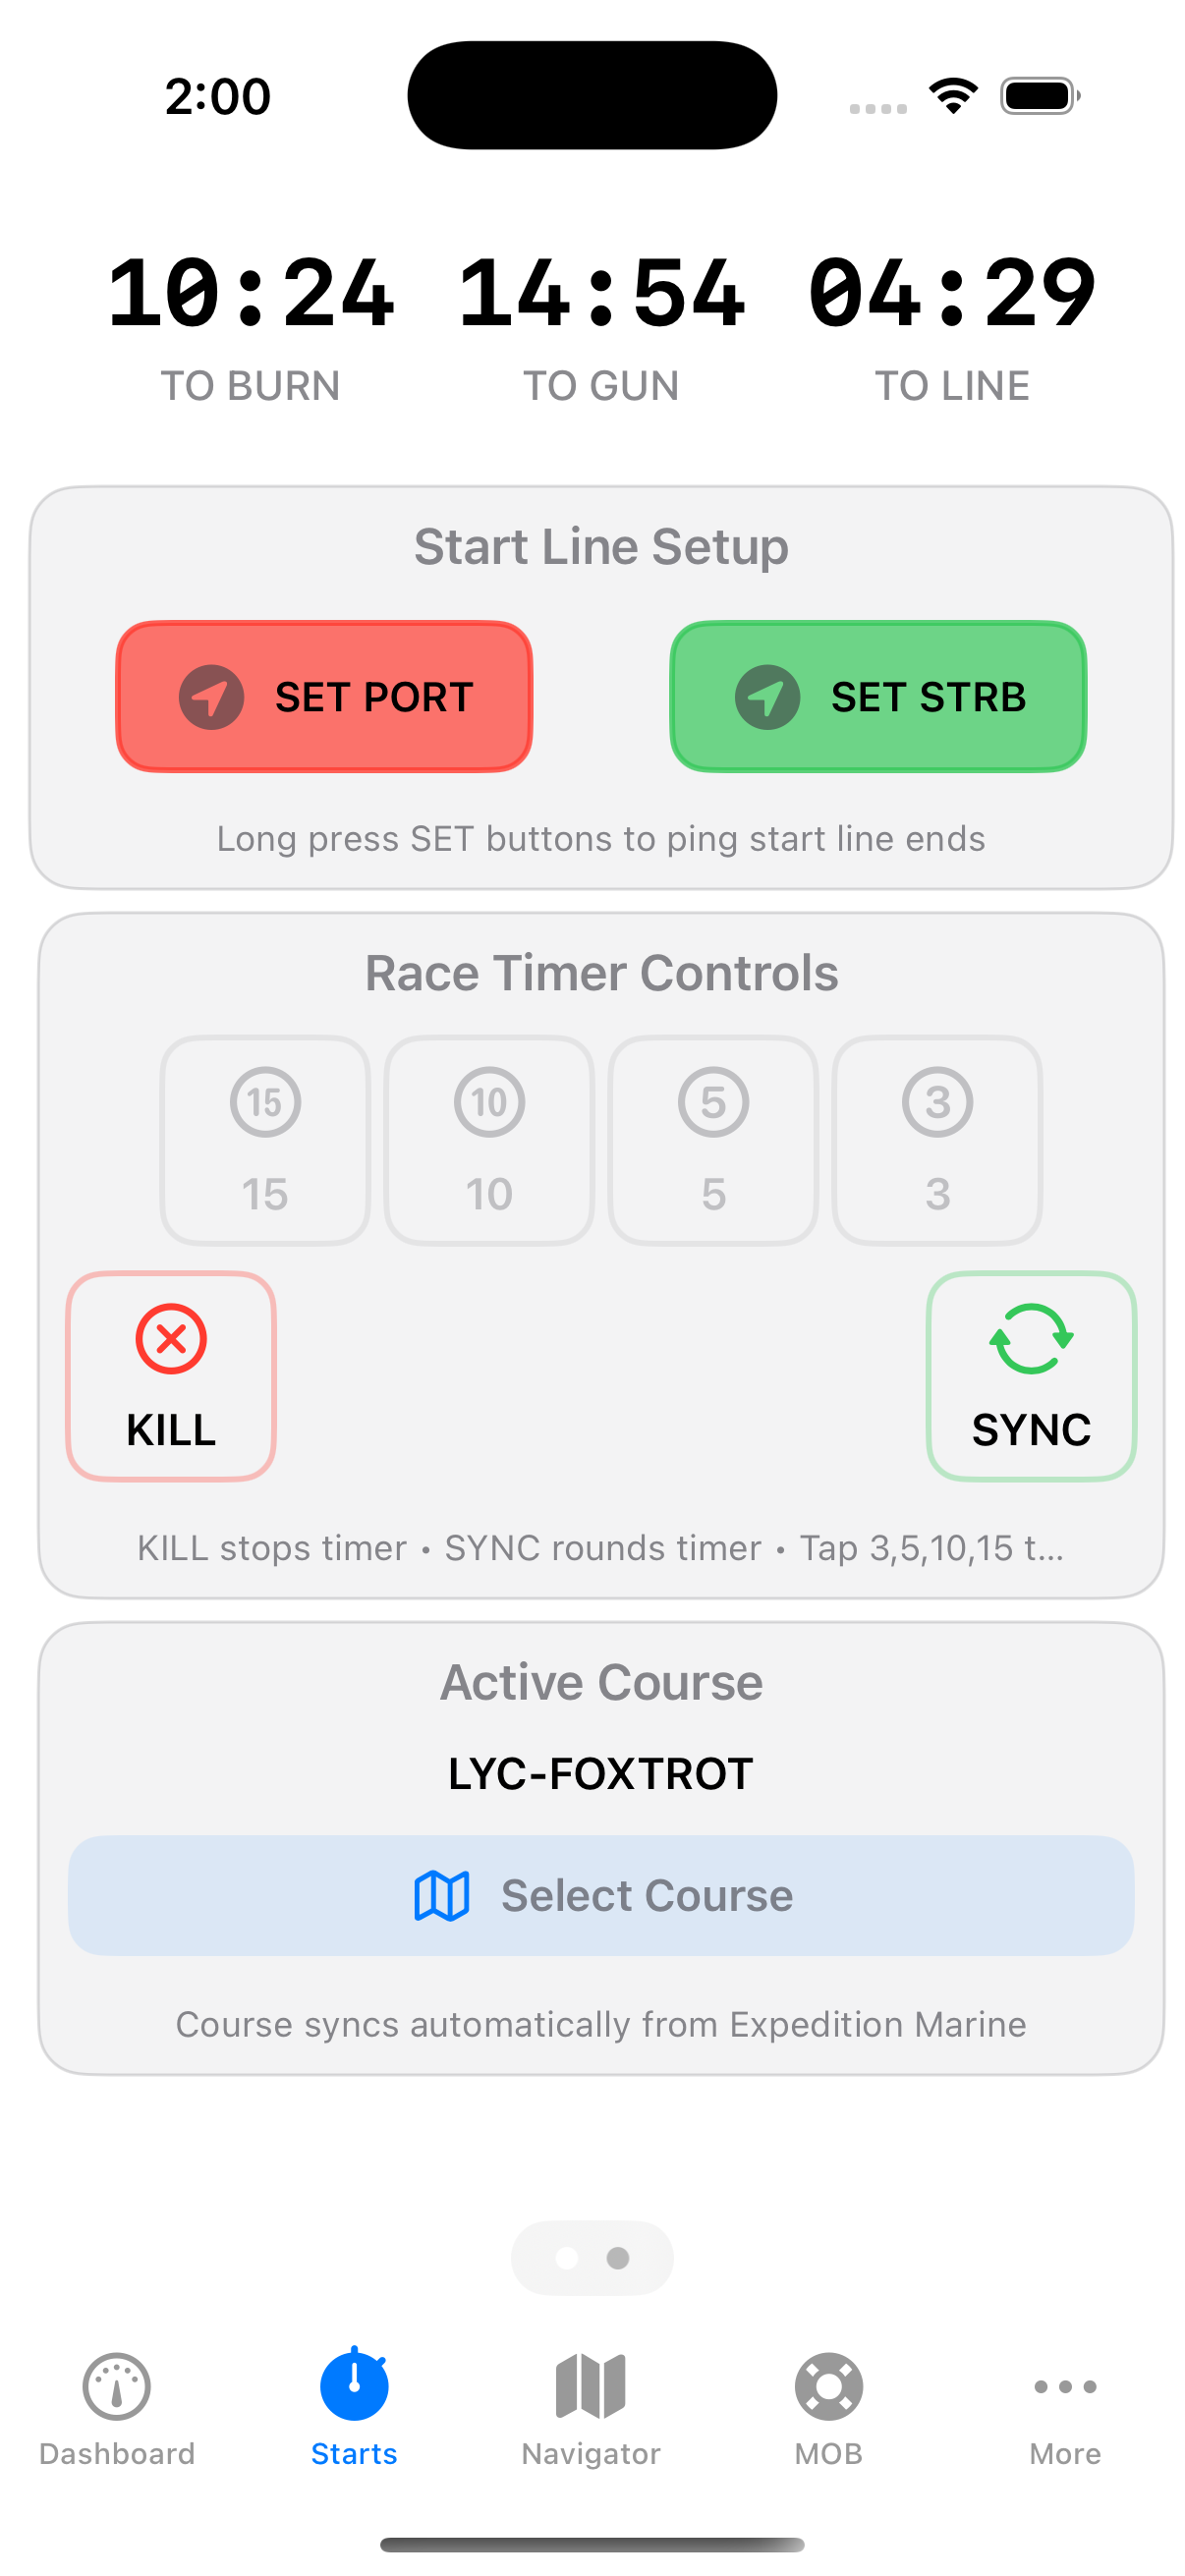 2:00
10:24 14:54 04:29
TO BURN TO GUN TO LINE
Start Line Setup
SET PORT SET STRB
Long press SET buttons to ping start line ends
Race Timer Controls
15 10 5 3
15 10 5 3
KILL SYNC
KILL stops timer • SYNC rounds timer • Tap 3,5,10,15 t...
Active Course
LYC-FOXTROT
Select Course
Course syncs automatically from Expedition Marine
Dashboard Starts Navigator MOB More